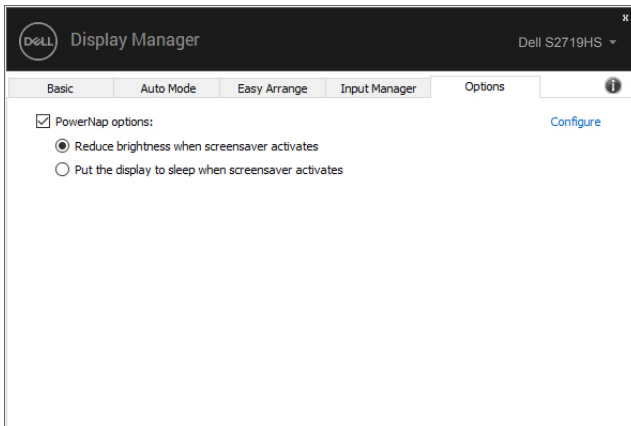 x
DELL Display Manager
Dell S2719HS
Basic Auto Mode Easy Arrange Input Manager Options i
PowerNap options: Configure
Reduce brightness when screensaver activates
Put the display to sleep when screensaver activates